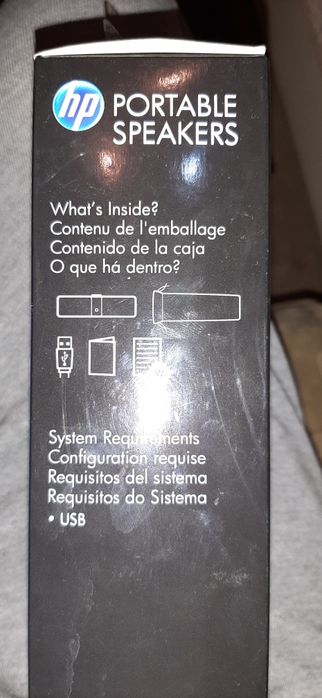 hp PORTABLE
SPEAKERS
What's Inside?
Contenu de l'emballage
Contenido de la caja
O que há dentro?
System Requirements
Configuration requise
Requisitos del sistema
Requisitos do Sistema
• USB